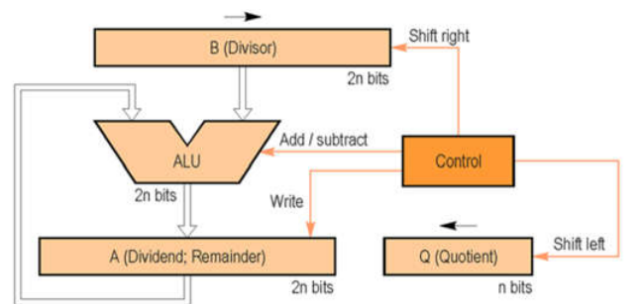 B (Divisor)
Shift right
2n bits
Add / subtract
ALU
Control
2n bits
Write
A (Dividend; Remainder)
Q (Quotient)
Shift left
2n bits
n bits